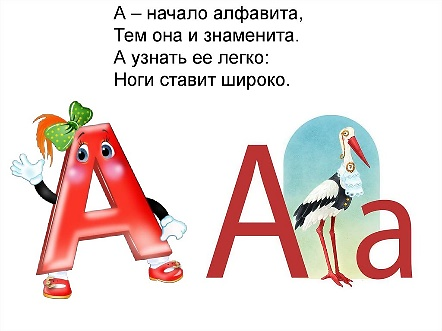 А – начало алфавита,
Тем она и знаменита.
А узнать ее легко:
Ноги ставит широко.
А
А а